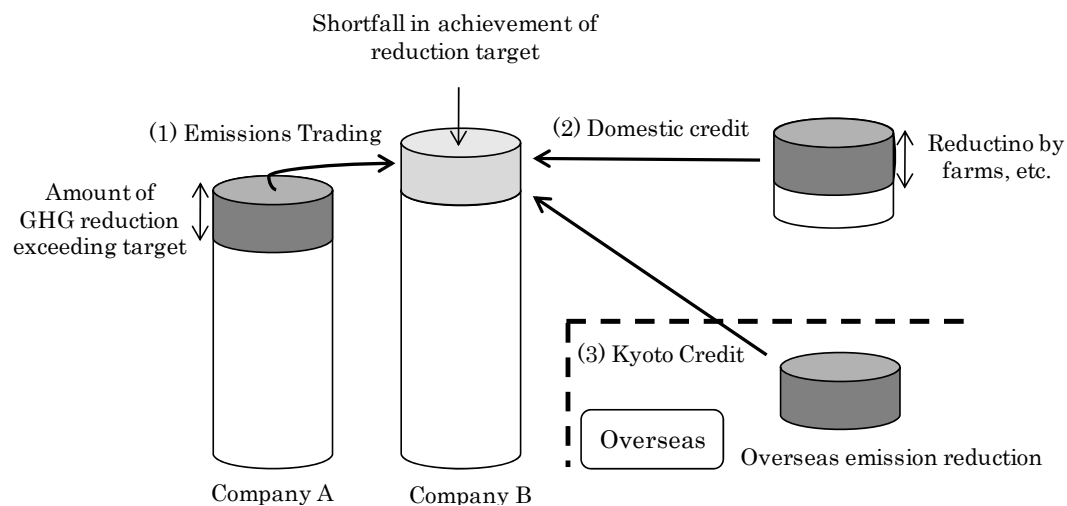 Shortfall in achievement of
reduction target
(1) Emissions Trading
(2) Domestic credit
Reductino by
farms, etc.
Amount of
GHG reduction
exceeding target
(3) Kyoto Credit
Overseas
Overseas emission reduction
Company A
Company B